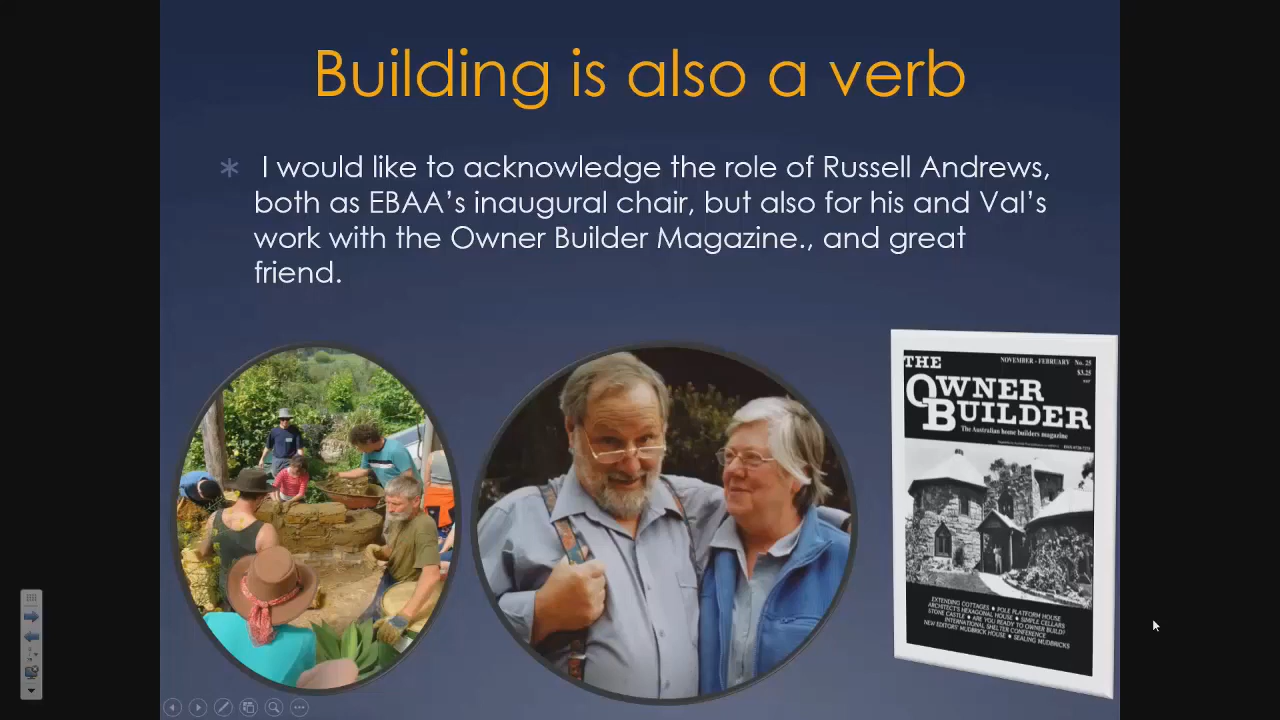 Building is also a verb
I would like to acknowledge the role of Russell Andrews,
both as EBAA's inaugural chair, but also for his and Val's
work with the Owner Builder Magazine., and great
friend.
THE
NOVEMBER - FEBRUARY No. 25
$3.25
OWNER
BUILDER
The Australian home builders magazine
EXTENDING COTTAGES ● POLE PLATFORM HOUSE
ARCHITECT'S HEXAGONAL HOUSE ● SIMPLE CELLARS
STONE CASTLE ● ARE YOU READY TO OWNER BUILD?
INTERNATIONAL SHELTER CONFERENCE
NEW EDITORS' MUDBRICK HOUSE ● SEALING MUDBRICKS